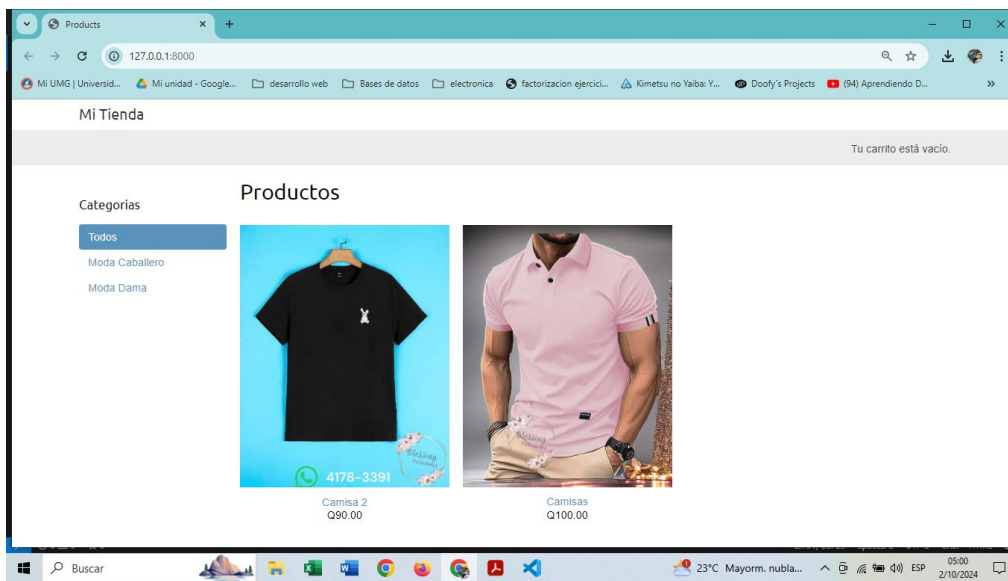 Products
127.0.0.1:8000
Mi UMG | Universid...
Mi unidad - Google...
desarrollo web
Bases de datos
electronica
factorizacion ejercici...
Kimetsu no Yaiba: Y...
Doofy's Projects
(94) Aprendiendo D...
Mi Tienda
Tu carrito está vacío.
Categorias
Todos
Moda Caballero
Moda Dama
Productos
Blessing
4178-3391
Blessing
Camisa 2
Q90.00
Camisas
Q100.00
Buscar
23°C Mayorm. nubla...
ESP
05:00
2/10/2024